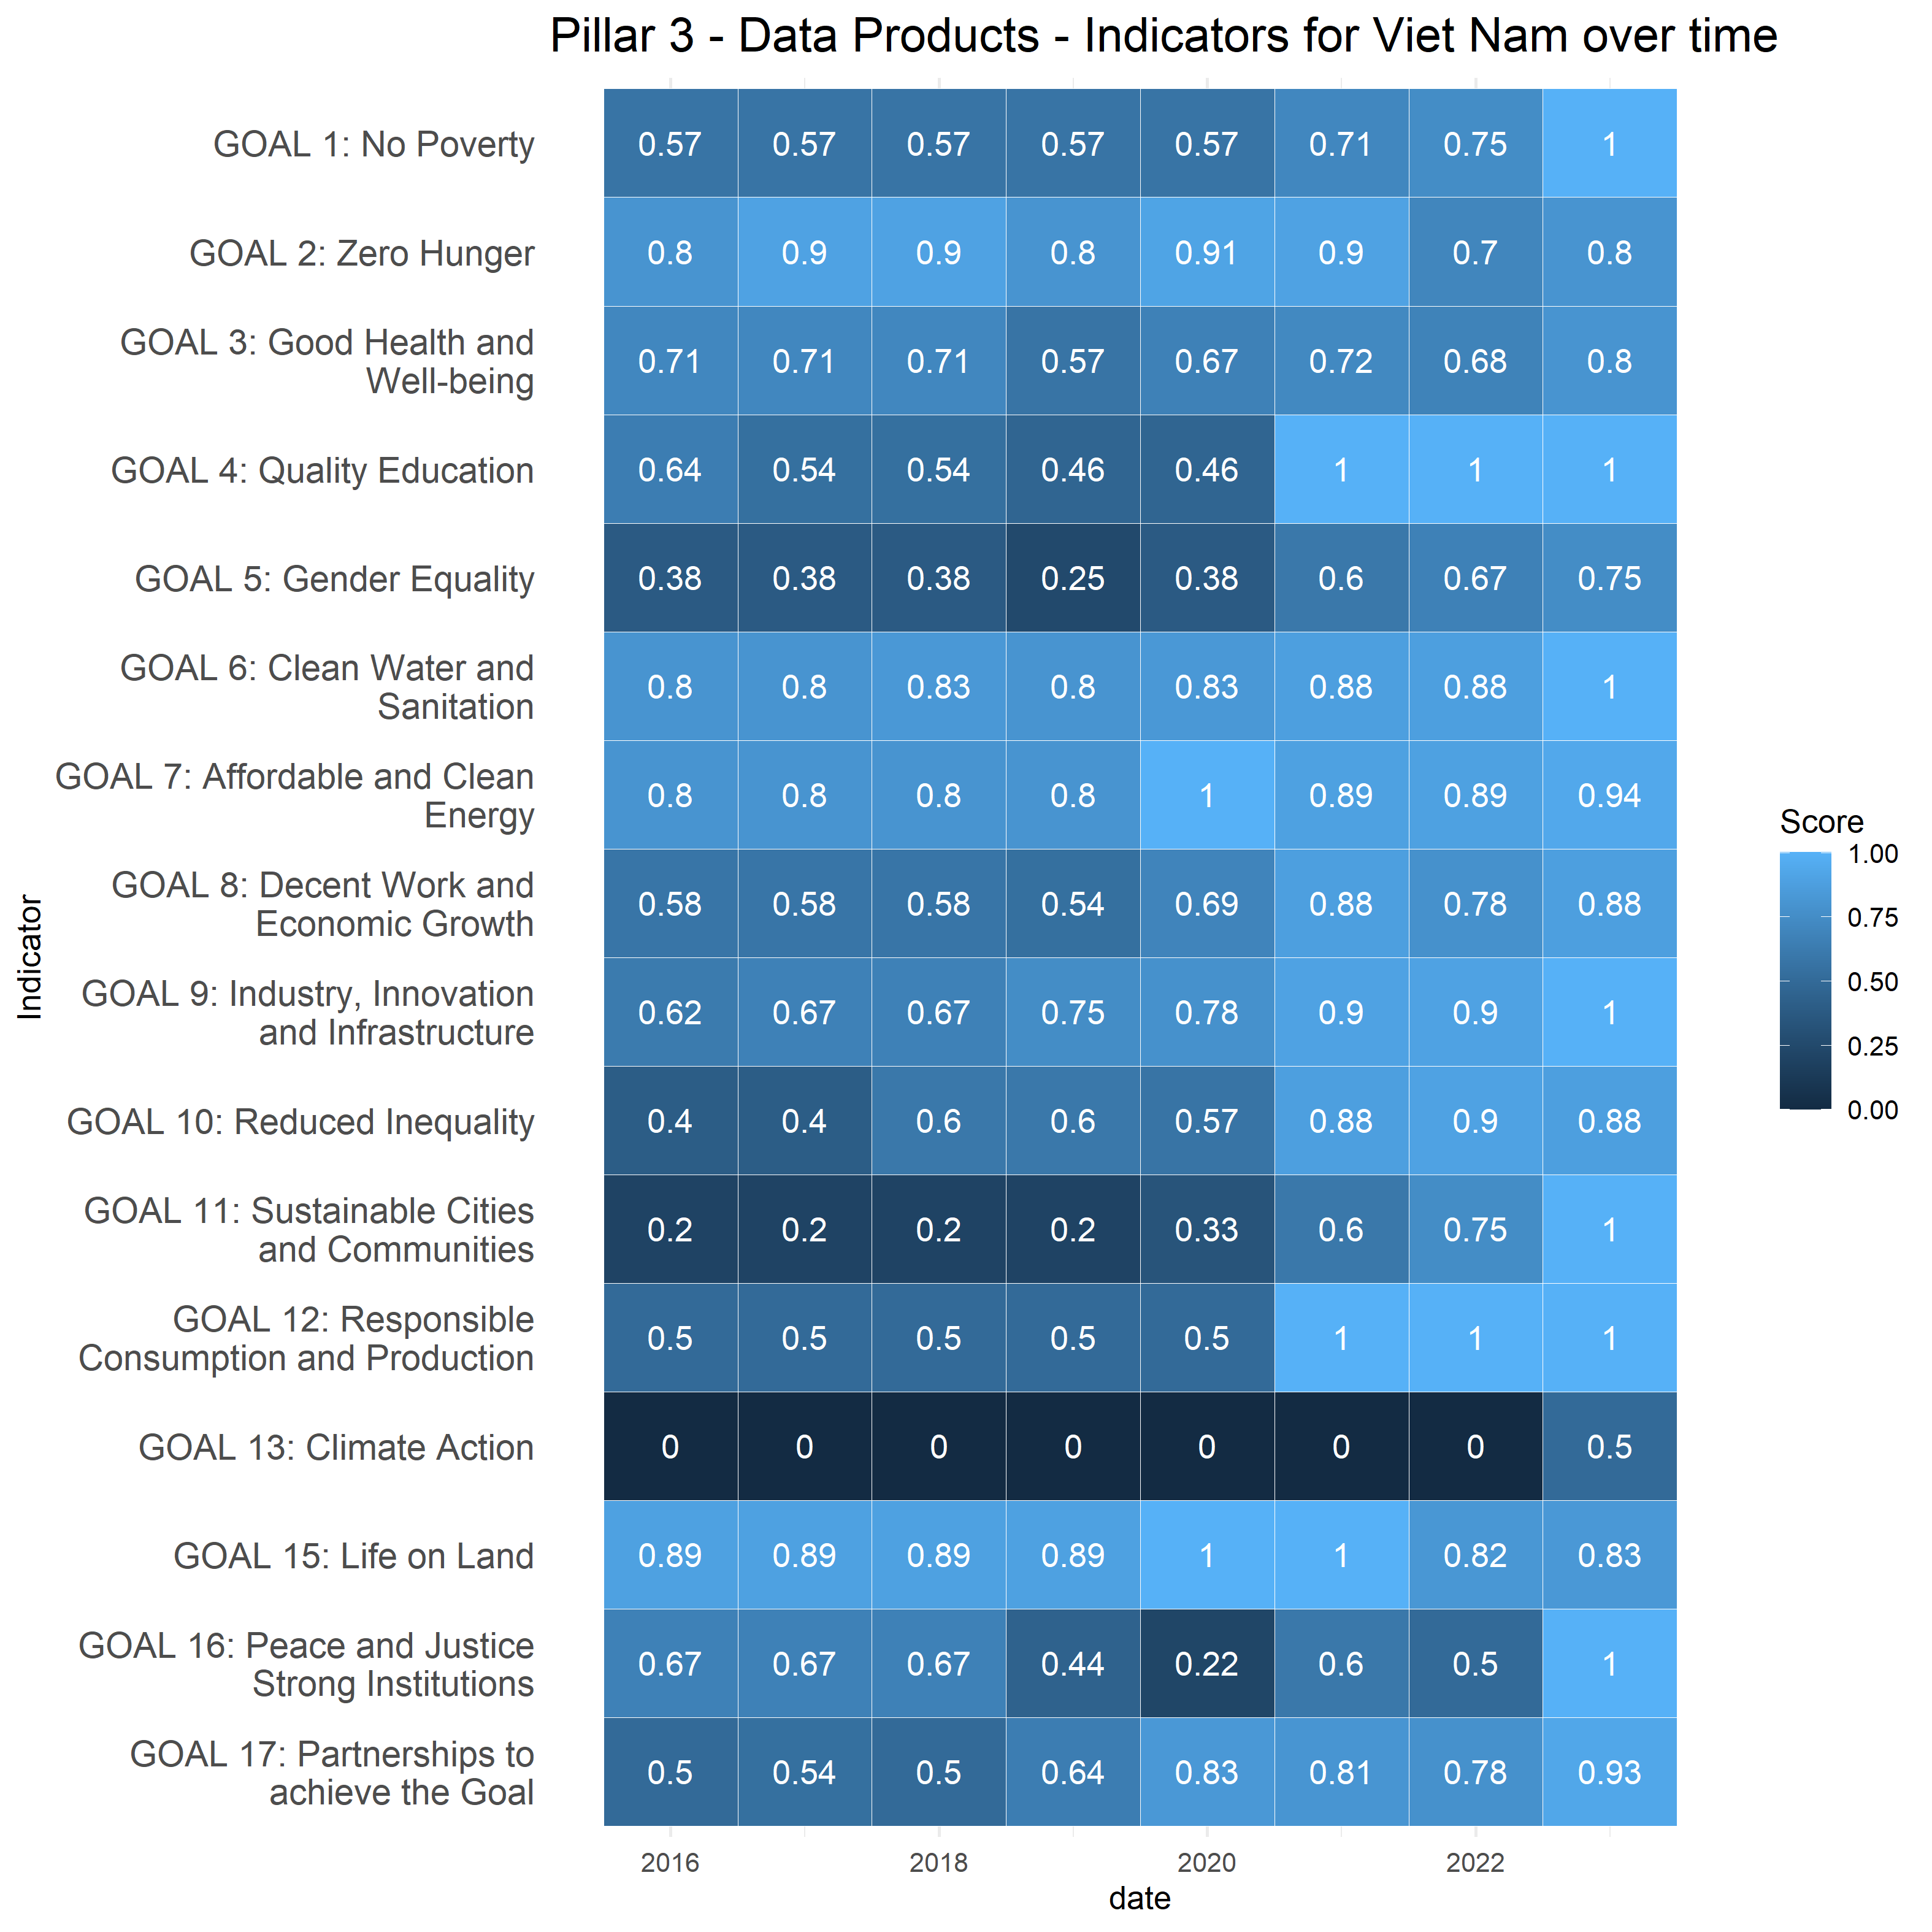 Pillar 3 - Data Products - Indicators for Viet Nam over time
GOAL 1: No Poverty
0.57 0.57 0.57 0.57 0.57 0.71 0.75 1
GOAL 2: Zero Hunger
0.8 0.9 0.9 0.8 0.91 0.9 0.7 0.8
GOAL 3: Good Health and
Well-being
0.71 0.71 0.71 0.57 0.67 0.72 0.68 0.8
GOAL 4: Quality Education
0.64 0.54 0.54 0.46 0.46 1 1 1
GOAL 5: Gender Equality
0.38 0.38 0.38 0.25 0.38 0.6 0.67 0.75
GOAL 6: Clean Water and
Sanitation
0.8 0.8 0.83 0.8 0.83 0.88 0.88 1
GOAL 7: Affordable and Clean
Energy
0.8 0.8 0.8 0.8 1 0.89 0.89 0.94
GOAL 8: Decent Work and
Economic Growth
0.58 0.58 0.58 0.54 0.69 0.88 0.78 0.88
GOAL 9: Industry, Innovation
and Infrastructure
0.62 0.67 0.67 0.75 0.78 0.9 0.9 1
GOAL 10: Reduced Inequality
0.4 0.4 0.6 0.6 0.57 0.88 0.9 0.88
GOAL 11: Sustainable Cities
and Communities
0.2 0.2 0.2 0.2 0.33 0.6 0.75 1
GOAL 12: Responsible
Consumption and Production
0.5 0.5 0.5 0.5 0.5 1 1 1
GOAL 13: Climate Action
0 0 0 0 0 0 0 0.5
GOAL 15: Life on Land
0.89 0.89 0.89 0.89 1 1 0.82 0.83
GOAL 16: Peace and Justice
Strong Institutions
0.67 0.67 0.67 0.44 0.22 0.6 0.5 1
GOAL 17: Partnerships to
achieve the Goal
0.5 0.54 0.5 0.64 0.83 0.81 0.78 0.93
2016 2018 2020 2022
date
Indicator
Score
1.00
0.75
0.50
0.25
0.00